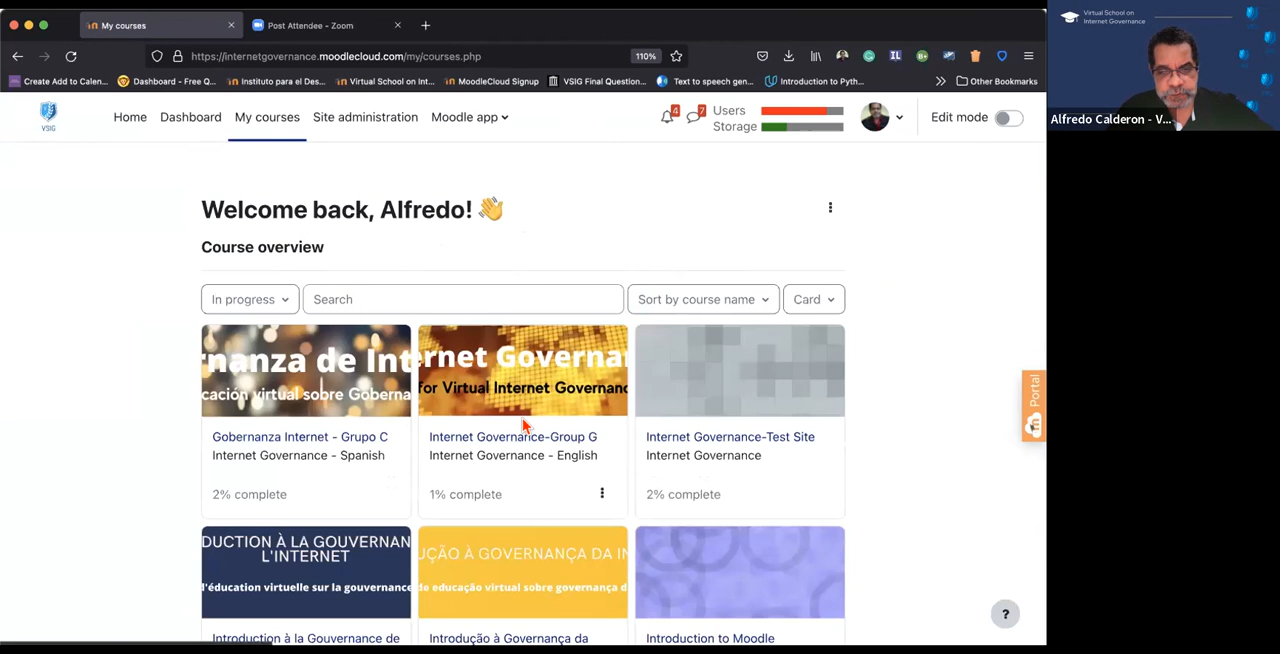 My courses
Post Attendee - Zoom
https://internetgovernance.moodlecloud.com/my/courses.php
110%
Create Add to Calen...
Dashboard - Free Q...
Instituto para el Des...
Virtual School on Int...
MoodleCloud Signup
VSIG Final Question...
Text to speech gen...
Introduction to Pyth...
Other Bookmarks
VSIG
Home
Dashboard
My courses
Site administration
Moodle app
4
7
Users
Storage
Edit mode
Welcome back, Alfredo! 👋
Course overview
In progress
Search
Sort by course name
Card
rnanza de Int
cación virtual sobre Goberna
ernet Governa
for Virtual Internet Governanc
Gobernanza Internet - Grupo C
Internet Governance - Spanish
2% complete
Internet Governance-Group G
Internet Governance - English
1% complete
Internet Governance-Test Site
Internet Governance
2% complete
DUCTION À LA GOUVERNAN
L'INTERNET
d'éducation virtuelle sur la gouvernance
UÇÃO À GOVERNANÇA DA IN
de educação virtual sobre governança d
Introduction à la Gouvernance de
Introdução à Governança da
Introduction to Moodle
Portal
?
Virtual School on
Internet Governance
Alfredo Calderon - V...